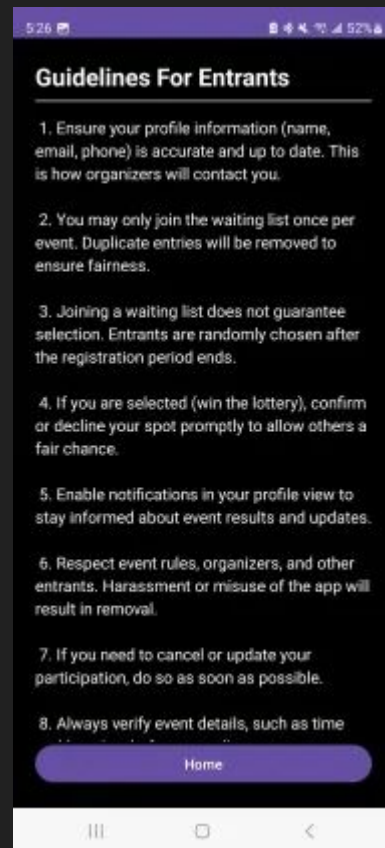 5:26
52%
Guidelines For Entrants
1. Ensure your profile information (name,
email, phone) is accurate and up to date. This
is how organizers will contact you.
2. You may only join the waiting list once per
event. Duplicate entries will be removed to
ensure fairness.
3. Joining a waiting list does not guarantee
selection. Entrants are randomly chosen after
the registration period ends.
4. If you are selected (win the lottery), confirm
or decline your spot promptly to allow others a
fair chance.
5. Enable notifications in your profile view to
stay informed about event results and updates.
6. Respect event rules, organizers, and other
entrants. Harassment or misuse of the app will
result in removal.
7. If you need to cancel or update your
participation, do so as soon as possible.
8. Always verify event details, such as time
Home